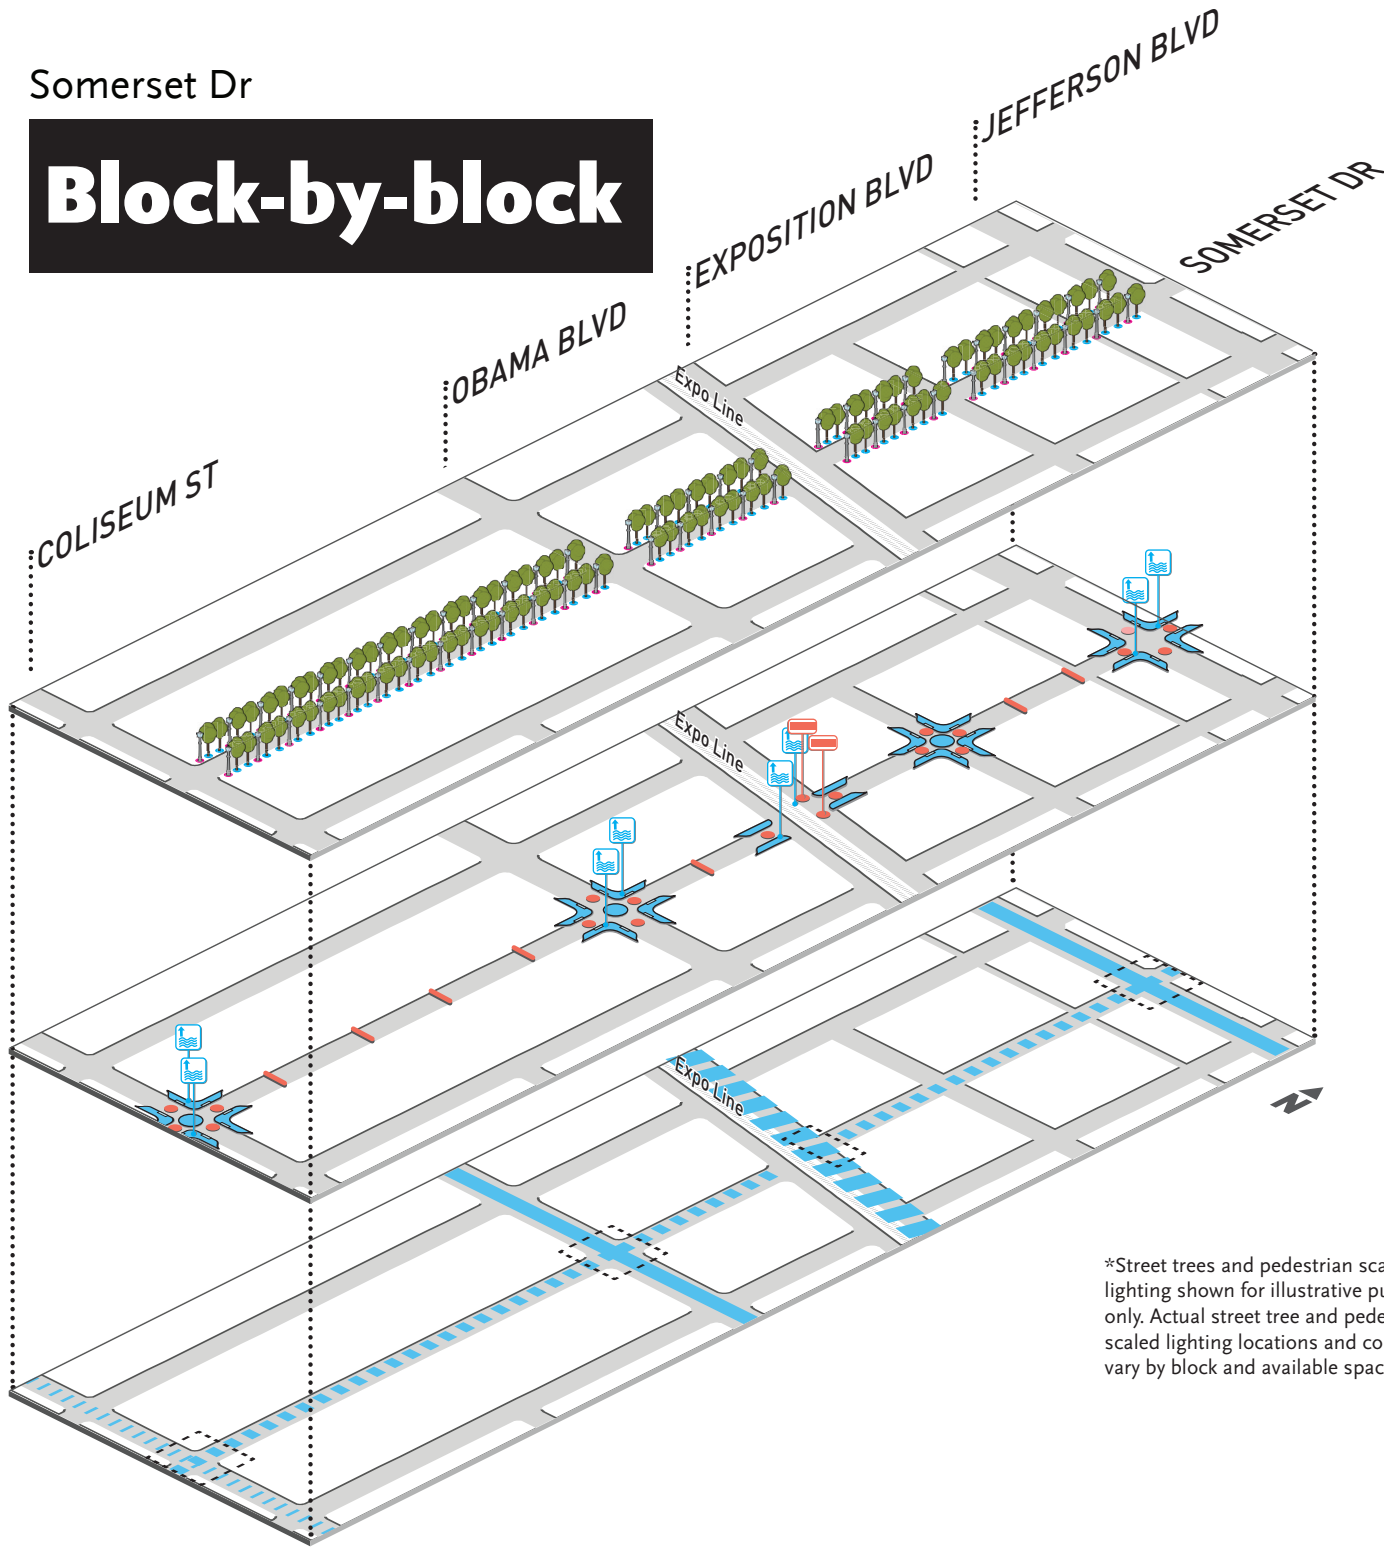 Somerset Dr
Block-by-block
JEFFERSON BLVD
SOMERSET DR
EXPOSITION BLVD
OBAMA BLVD
COLISEUM ST
Expo Line
Expo Line
Expo Line
N
*Street trees and pedestrian sca
lighting shown for illustrative pu
only. Actual street tree and pede
scaled lighting locations and co
vary by block and available spac